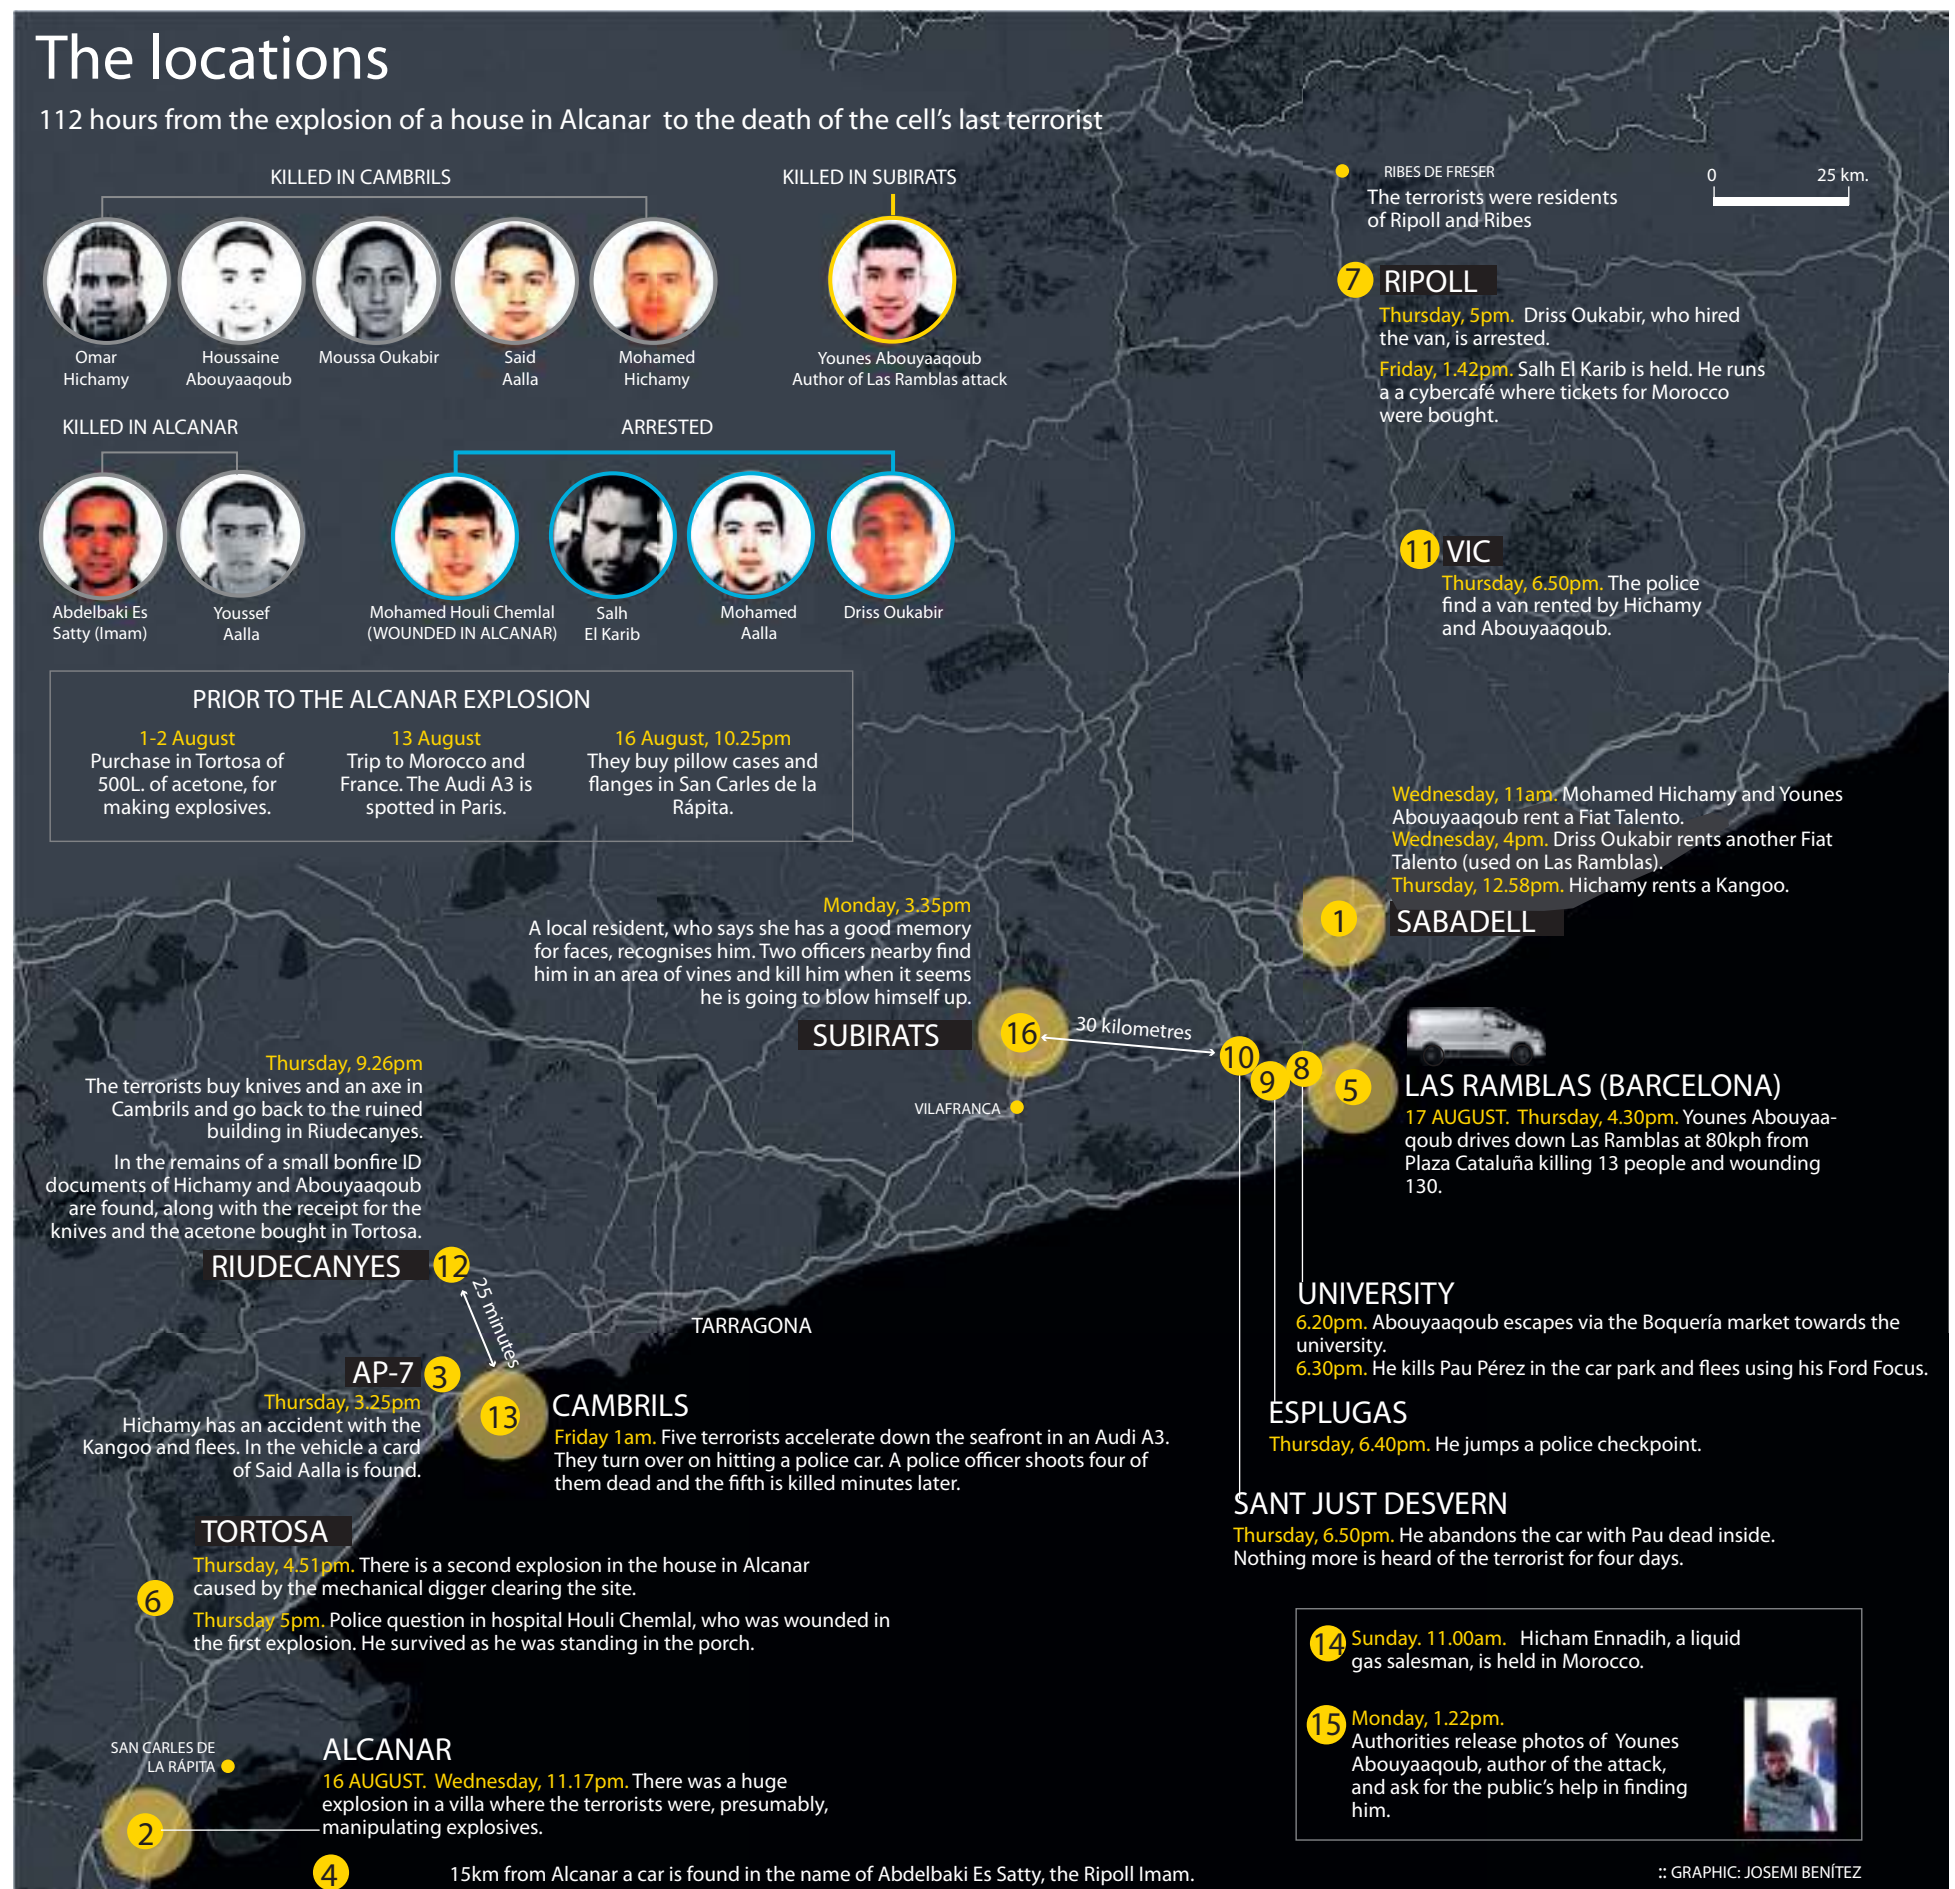 The locations
112 hours from the explosion of a house in Alcanar to the death of the cell's last terrorist
KILLED IN CAMBRILS
Omar
Hichamy
Houssaine
Abouyaaqoub
Moussa Oukabir
Said
Aalla
Mohamed
Hichamy
KILLED IN SUBIRATS
Younes Abouyaaqoub
Author of Las Ramblas attack
KILLED IN ALCANAR
Abdelbaki Es
Satty (Imam)
Youssef
Aalla
ARRESTED
Mohamed Houli Chemlal
(WOUNDED IN ALCANAR)
Salh
El Karib
Mohamed
Aalla
Driss Oukabir
PRIOR TO THE ALCANAR EXPLOSION
1-2 August
Purchase in Tortosa of
500L. of acetone, for
making explosives.
13 August
Trip to Morocco and
France. The Audi A3 is
spotted in Paris.
16 August, 10.25pm
They buy pillow cases and
flanges in San Carles de la
Rápita.
RIBES DE FRESER
The terrorists were residents
of Ripoll and Ribes
0 25 km.
7 RIPOLL
Thursday, 5pm. Driss Oukabir, who hired
the van, is arrested.
Friday, 1.42pm. Salh El Karib is held. He runs
a a cybercafé where tickets for Morocco
were bought.
11 VIC
Thursday, 6.50pm. The police
find a van rented by Hichamy
and Abouyaaqoub.
Wednesday, 11am. Mohamed Hichamy and Younes
Abouyaaqoub rent a Fiat Talento.
Wednesday, 4pm. Driss Oukabir rents another Fiat
Talento (used on Las Ramblas).
Thursday, 12.58pm. Hichamy rents a Kangoo.
1 SABADELL
Monday, 3.35pm
A local resident, who says she has a good memory
for faces, recognises him. Two officers nearby find
him in an area of vines and kill him when it seems
he is going to blow himself up.
SUBIRATS 16
30 kilometres
10
9
8
5
VILAFRANCA
LAS RAMBLAS (BARCELONA)
17 AUGUST. Thursday, 4.30pm. Younes Abouyaa-
qoub drives down Las Ramblas at 80kph from
Plaza Cataluña killing 13 people and wounding
130.
Thursday, 9.26pm
The terrorists buy knives and an axe in
Cambrils and go back to the ruined
building in Riudecanyes.
In the remains of a small bonfire ID
documents of Hichamy and Abouyaaqoub
are found, along with the receipt for the
knives and the acetone bought in Tortosa.
RIUDECANYES 12
25 minutes
TARRAGONA
UNIVERSITY
6.20pm. Abouyaaqoub escapes via the Boquería market towards the
university.
6.30pm. He kills Pau Pérez in the car park and flees using his Ford Focus.
AP-7 3
Thursday, 3.25pm
Hichamy has an accident with the
Kangoo and flees. In the vehicle a card
of Said Aalla is found.
13 CAMBRILS
Friday 1am. Five terrorists accelerate down the seafront in an Audi A3.
They turn over on hitting a police car. A police officer shoots four of
them dead and the fifth is killed minutes later.
ESPLUGAS
Thursday, 6.40pm. He jumps a police checkpoint.
SANT JUST DESVERN
Thursday, 6.50pm. He abandons the car with Pau dead inside.
Nothing more is heard of the terrorist for four days.
TORTOSA
6
Thursday, 4.51pm. There is a second explosion in the house in Alcanar
caused by the mechanical digger clearing the site.
Thursday 5pm. Police question in hospital Houli Chemlal, who was wounded in
the first explosion. He survived as he was standing in the porch.
14 Sunday. 11.00am. Hicham Ennadih, a liquid
gas salesman, is held in Morocco.
15 Monday, 1.22pm.
Authorities release photos of Younes
Abouyaaqoub, author of the attack,
and ask for the public's help in finding
him.
SAN CARLES DE
LA RÁPITA
2
ALCANAR
16 AUGUST. Wednesday, 11.17pm. There was a huge
explosion in a villa where the terrorists were, presumably,
manipulating explosives.
4 15km from Alcanar a car is found in the name of Abdelbaki Es Satty, the Ripoll Imam.
:: GRAPHIC: JOSEMI BENÍTEZ